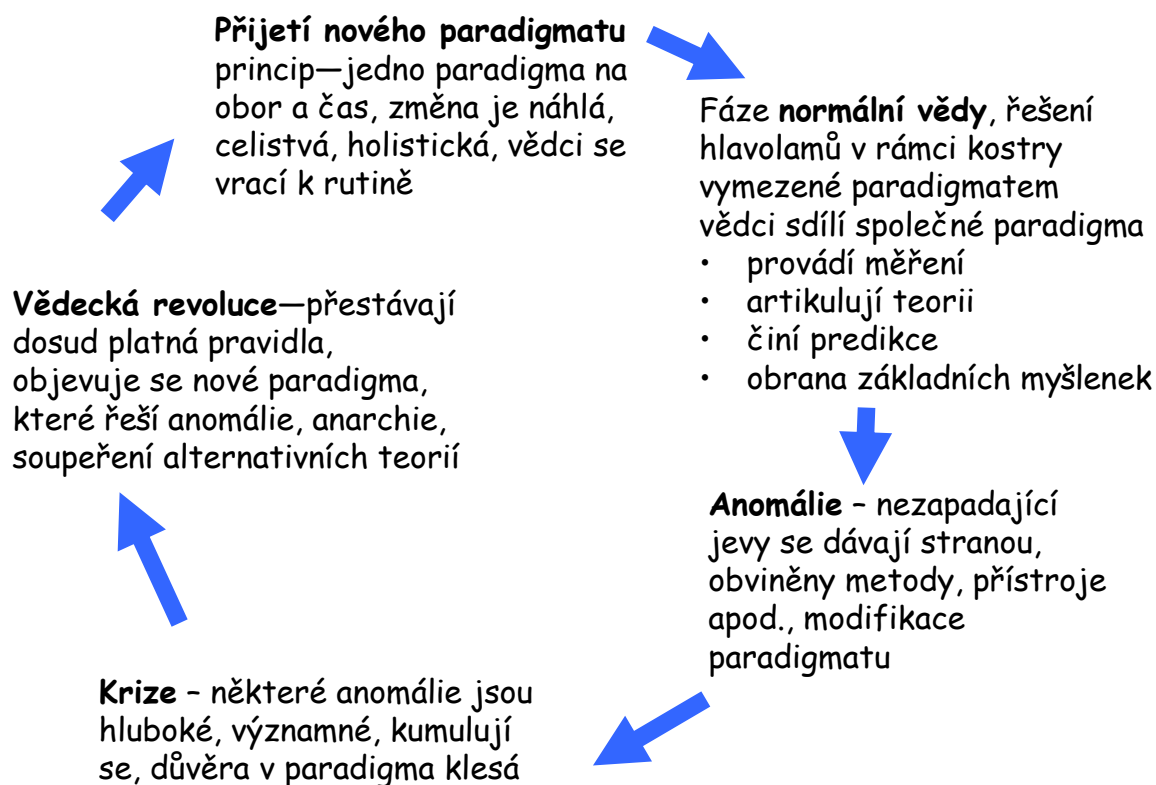 Přijetí nového paradigmatu
princip—jedno paradigma na
obor a čas, změna je náhlá,
celistvá, holistická, vědci se
vrací k rutině
Fáze normální vědy, řešení
hlavolamů v rámci kostry
vymezené paradigmatem
vědci sdílí společné paradigma
• provádí měření
• artikulují teorii
• činí predikce
• obrana základních myšlenek
Anomálie – nezapadající
jevy se dávají stranou,
obviněny metody, přístroje
apod., modifikace
paradigmatu
Krize – některé anomálie jsou
hluboké, významné, kumulují
se, důvěra v paradigma klesá
Vědecká revoluce—přestávají
dosud platná pravidla,
objevuje se nové paradigma,
které řeší anomálie, anarchie,
soupeření alternativních teorií